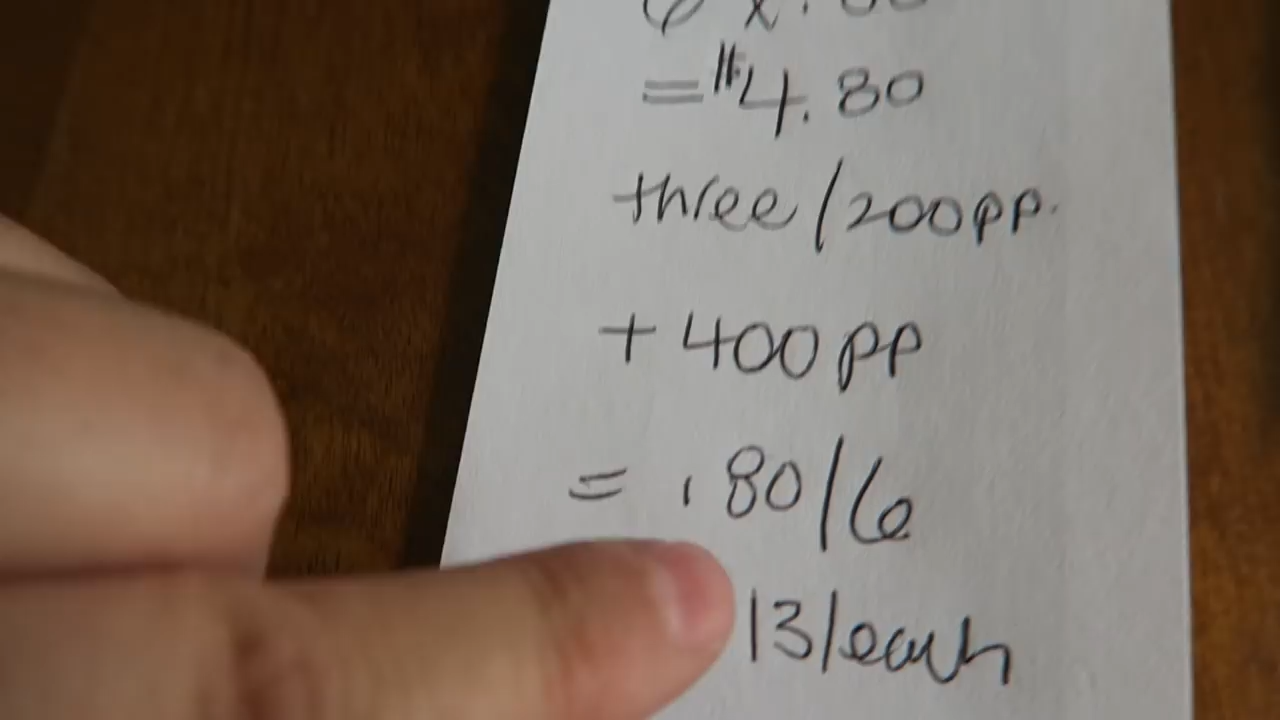 = $4.80
three/200pp.
+ 400pp
= .80/6
13/each